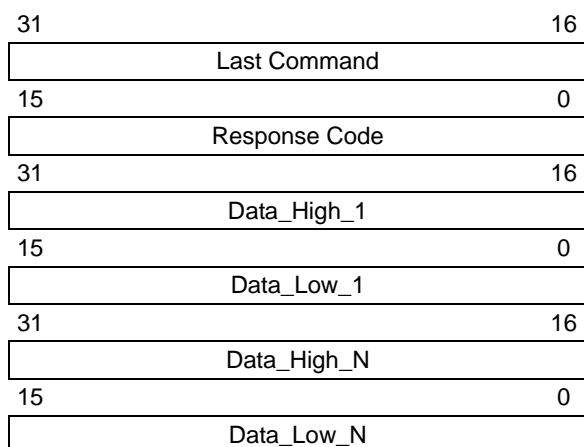 31 16
Last Command
15 0
Response Code
31 16
Data_High_1
15 0
Data_Low_1
31 16
Data_High_N
15 0
Data_Low_N